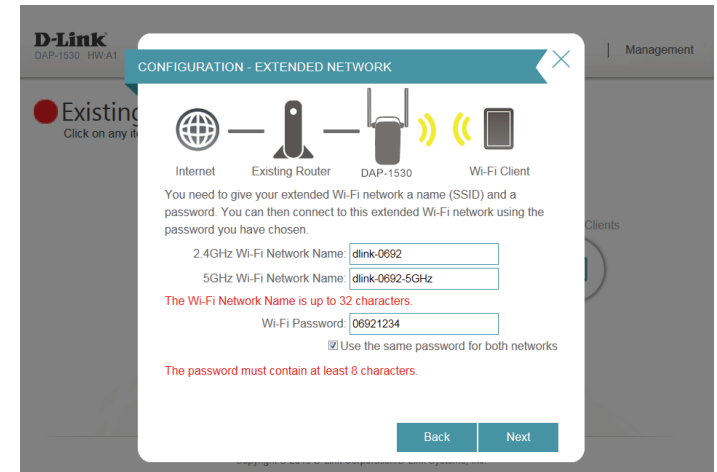 D-Link
DAP-1530 HW:A1
Management
CONFIGURATION - EXTENDED NETWORK
Existing
Click on any
Internet
Existing Router
DAP-1530
Wi-Fi Client
You need to give your extended Wi-Fi network a name (SSID) and a
password. You can then connect to this extended Wi-Fi network using the
password you have chosen.
Clients
2.4GHz Wi-Fi Network Name: dlink-0692
5GHz Wi-Fi Network Name: dlink-0692-5GHz
The Wi-Fi Network Name is up to 32 characters.
Wi-Fi Password: 06921234
Use the same password for both networks
The password must contain at least 8 characters.
Back
Next